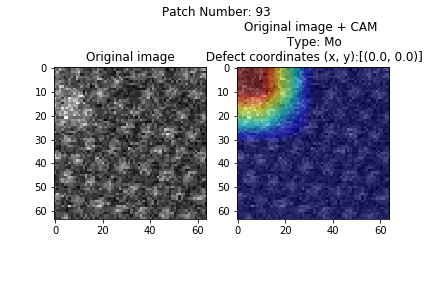 Patch Number: 93
Original image
Original image + CAM
Type: Mo
Defect coordinates (x, y):[(0.0, 0.0)]
0
10
20
30
40
50
60
0 20 40 60
0
10
20
30
40
50
60
0 20 40 60